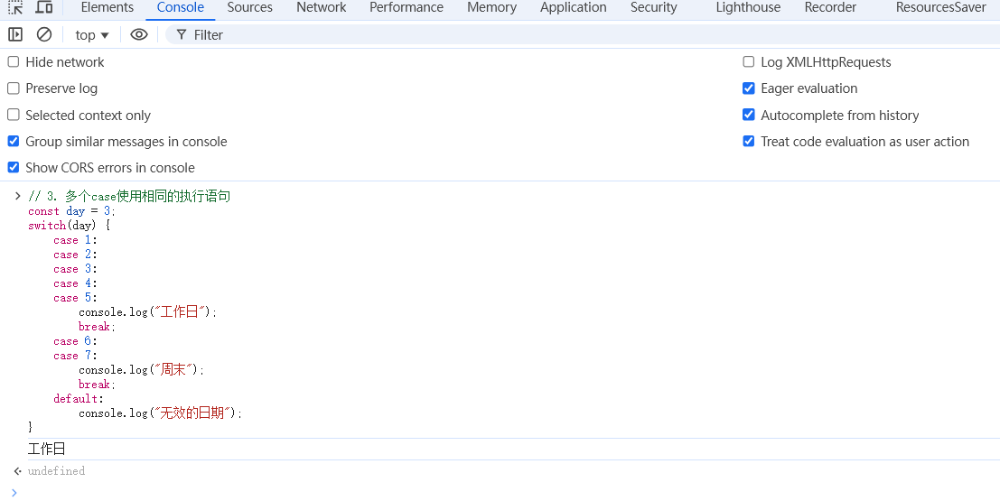 Elements Console Sources Network Performance Memory Application Security Lighthouse Recorder ResourcesSaver
top Filter
Hide network Log XMLHttpRequests
Preserve log Eager evaluation
Selected context only Autocomplete from history
Group similar messages in console Treat code evaluation as user action
Show CORS errors in console
// 3. 多个case使用相同的执行语句
const day = 3;
switch(day) {
    case 1:
    case 2:
    case 3:
    case 4:
    case 5:
        console.log("工作日");
        break;
    case 6:
    case 7:
        console.log("周末");
        break;
    default:
        console.log("无效的日期");
}
工作日
undefined